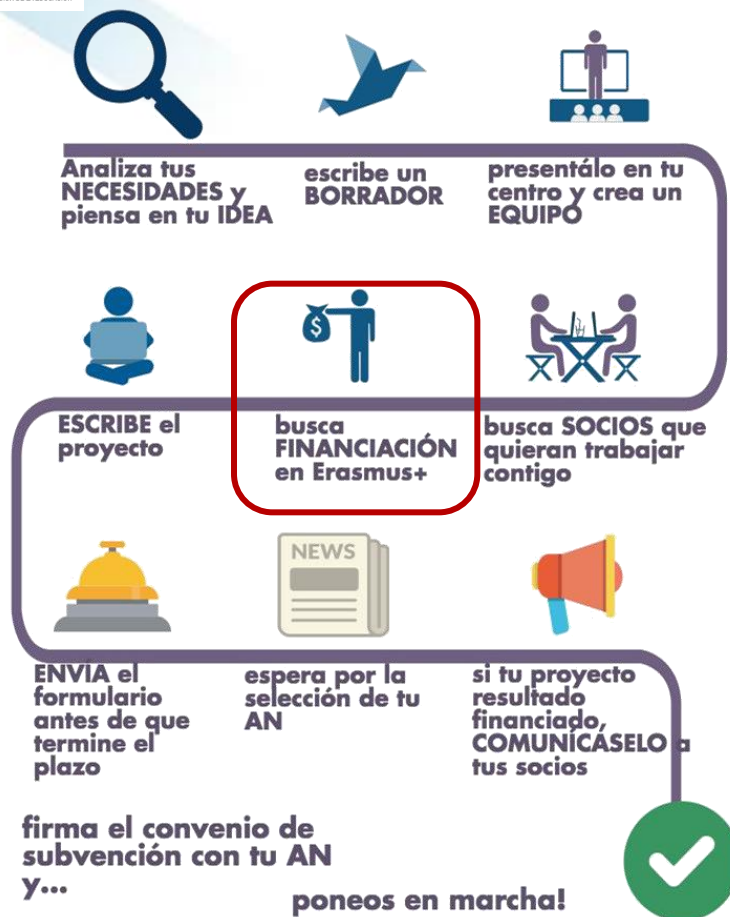 Analiza tus
NECESIDADES y
piensa en tu IDEA
escribe un
BORRADOR
presentálo en tu
centro y crea un
EQUIPO
ESCRIBE el
proyecto
$
busca
FINANCIACIÓN
en Erasmus+
busca SOCIOS que
quieran trabajar
contigo
ENVÍA el
formulario
antes de que
termine el
plazo
NEWS
espera por la
selección de tu
AN
si tu proyecto
resultado
financiado,
COMUNÍCASELO a
tus socios
firma el convenio de
subvención con tu AN
y...
poneos en marcha!